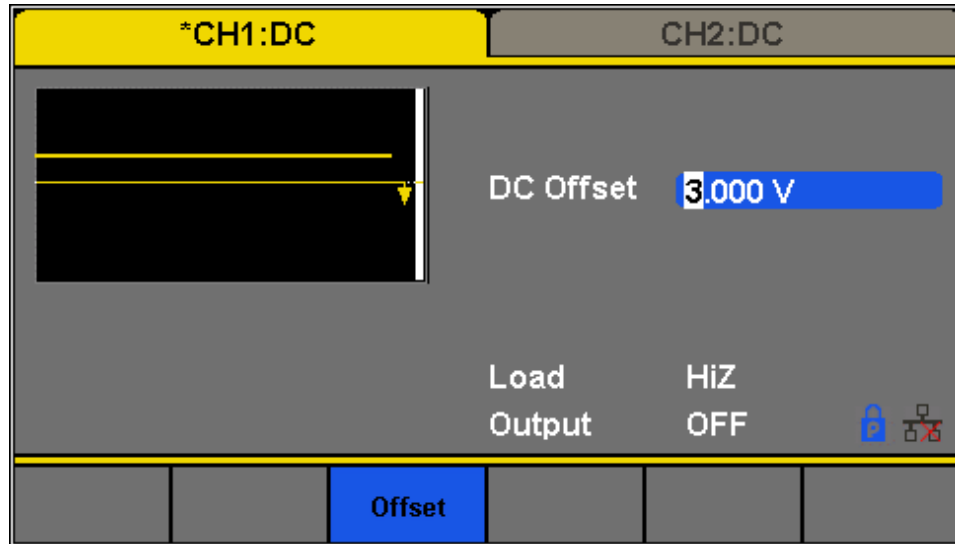 *CH1:DC
CH2:DC
DC Offset 3.000 V
Load HiZ
Output OFF
P
Offset